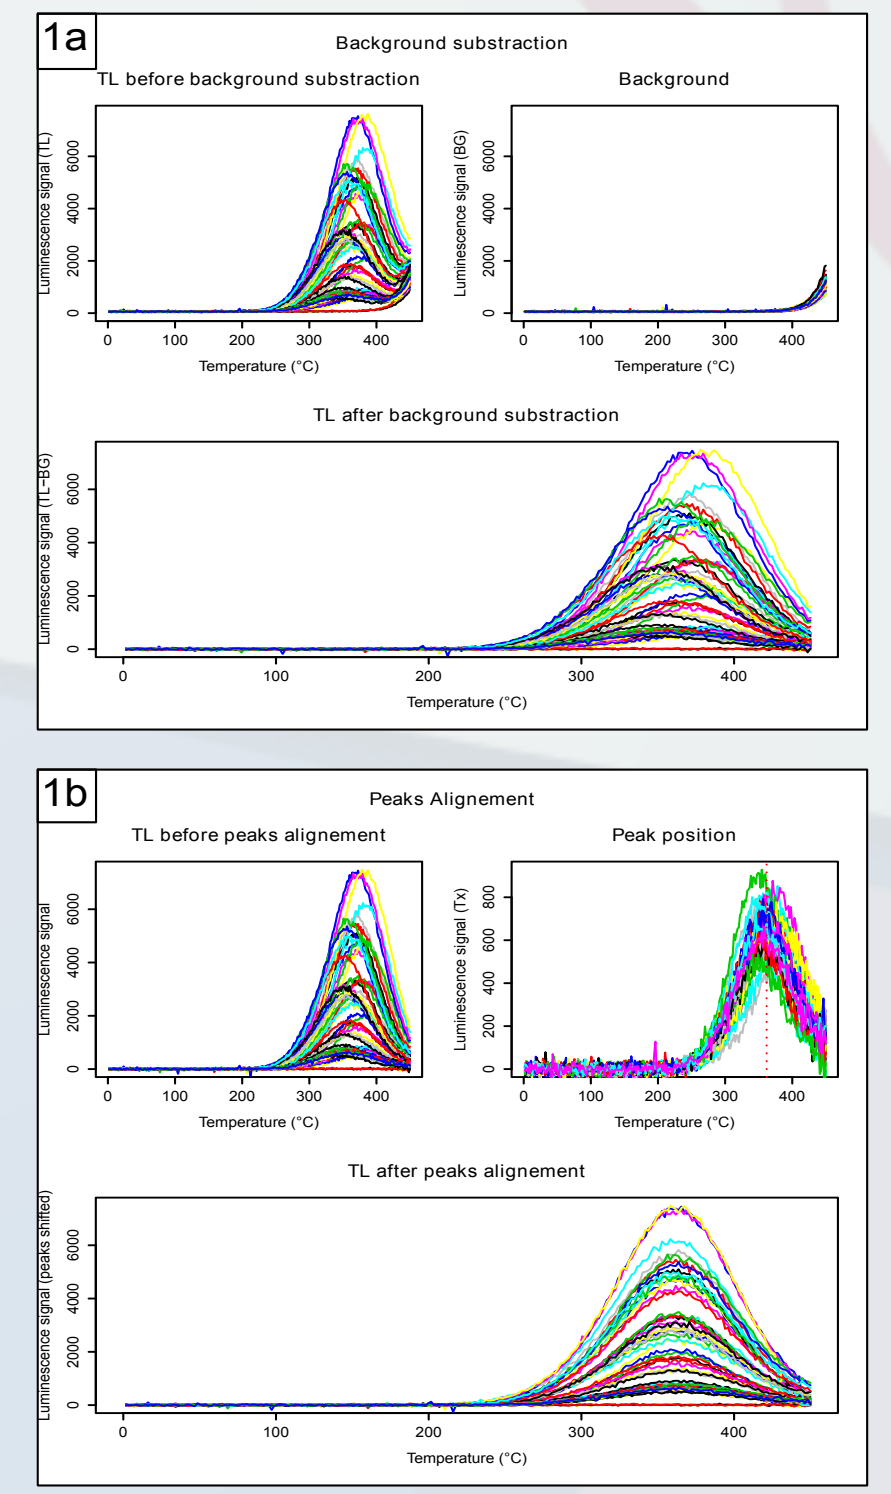 1a
Background substraction
TL before background substraction
Background
Luminescence signal (TL)
0 2000 4000 6000
0 100 200 300 400
Temperature (°C)
Luminescence signal (BG)
0 2000 4000 6000
0 100 200 300 400
Temperature (°C)
TL after background substraction
Luminescence signal (TL−BG)
0 2000 4000 6000
0 100 200 300 400
Temperature (°C)
1b
Peaks Alignement
TL before peaks alignement
Peak position
Luminescence signal
0 2000 4000 6000
0 100 200 300 400
Temperature (°C)
Luminescence signal (Tx)
0 200 400 600 800
0 100 200 300 400
Temperature (°C)
TL after peaks alignement
Luminescence signal (peaks shifted)
0 2000 4000 6000
0 100 200 300 400
Temperature (°C)